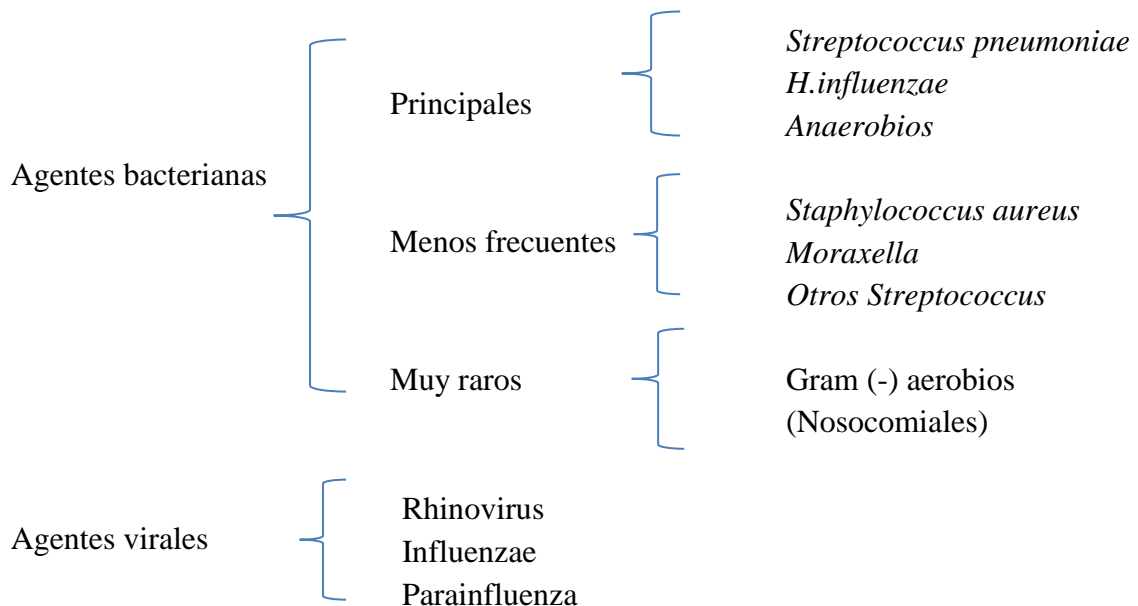 Agentes bacterianas
Principales
Streptococcus pneumoniae
H.influenzae
Anaerobios
Menos frecuentes
Staphylococcus aureus
Moraxella
Otros Streptococcus
Muy raros
Gram (-) aerobios
(Nosocomiales)
Agentes virales
Rhinovirus
Influenzae
Parainfluenza